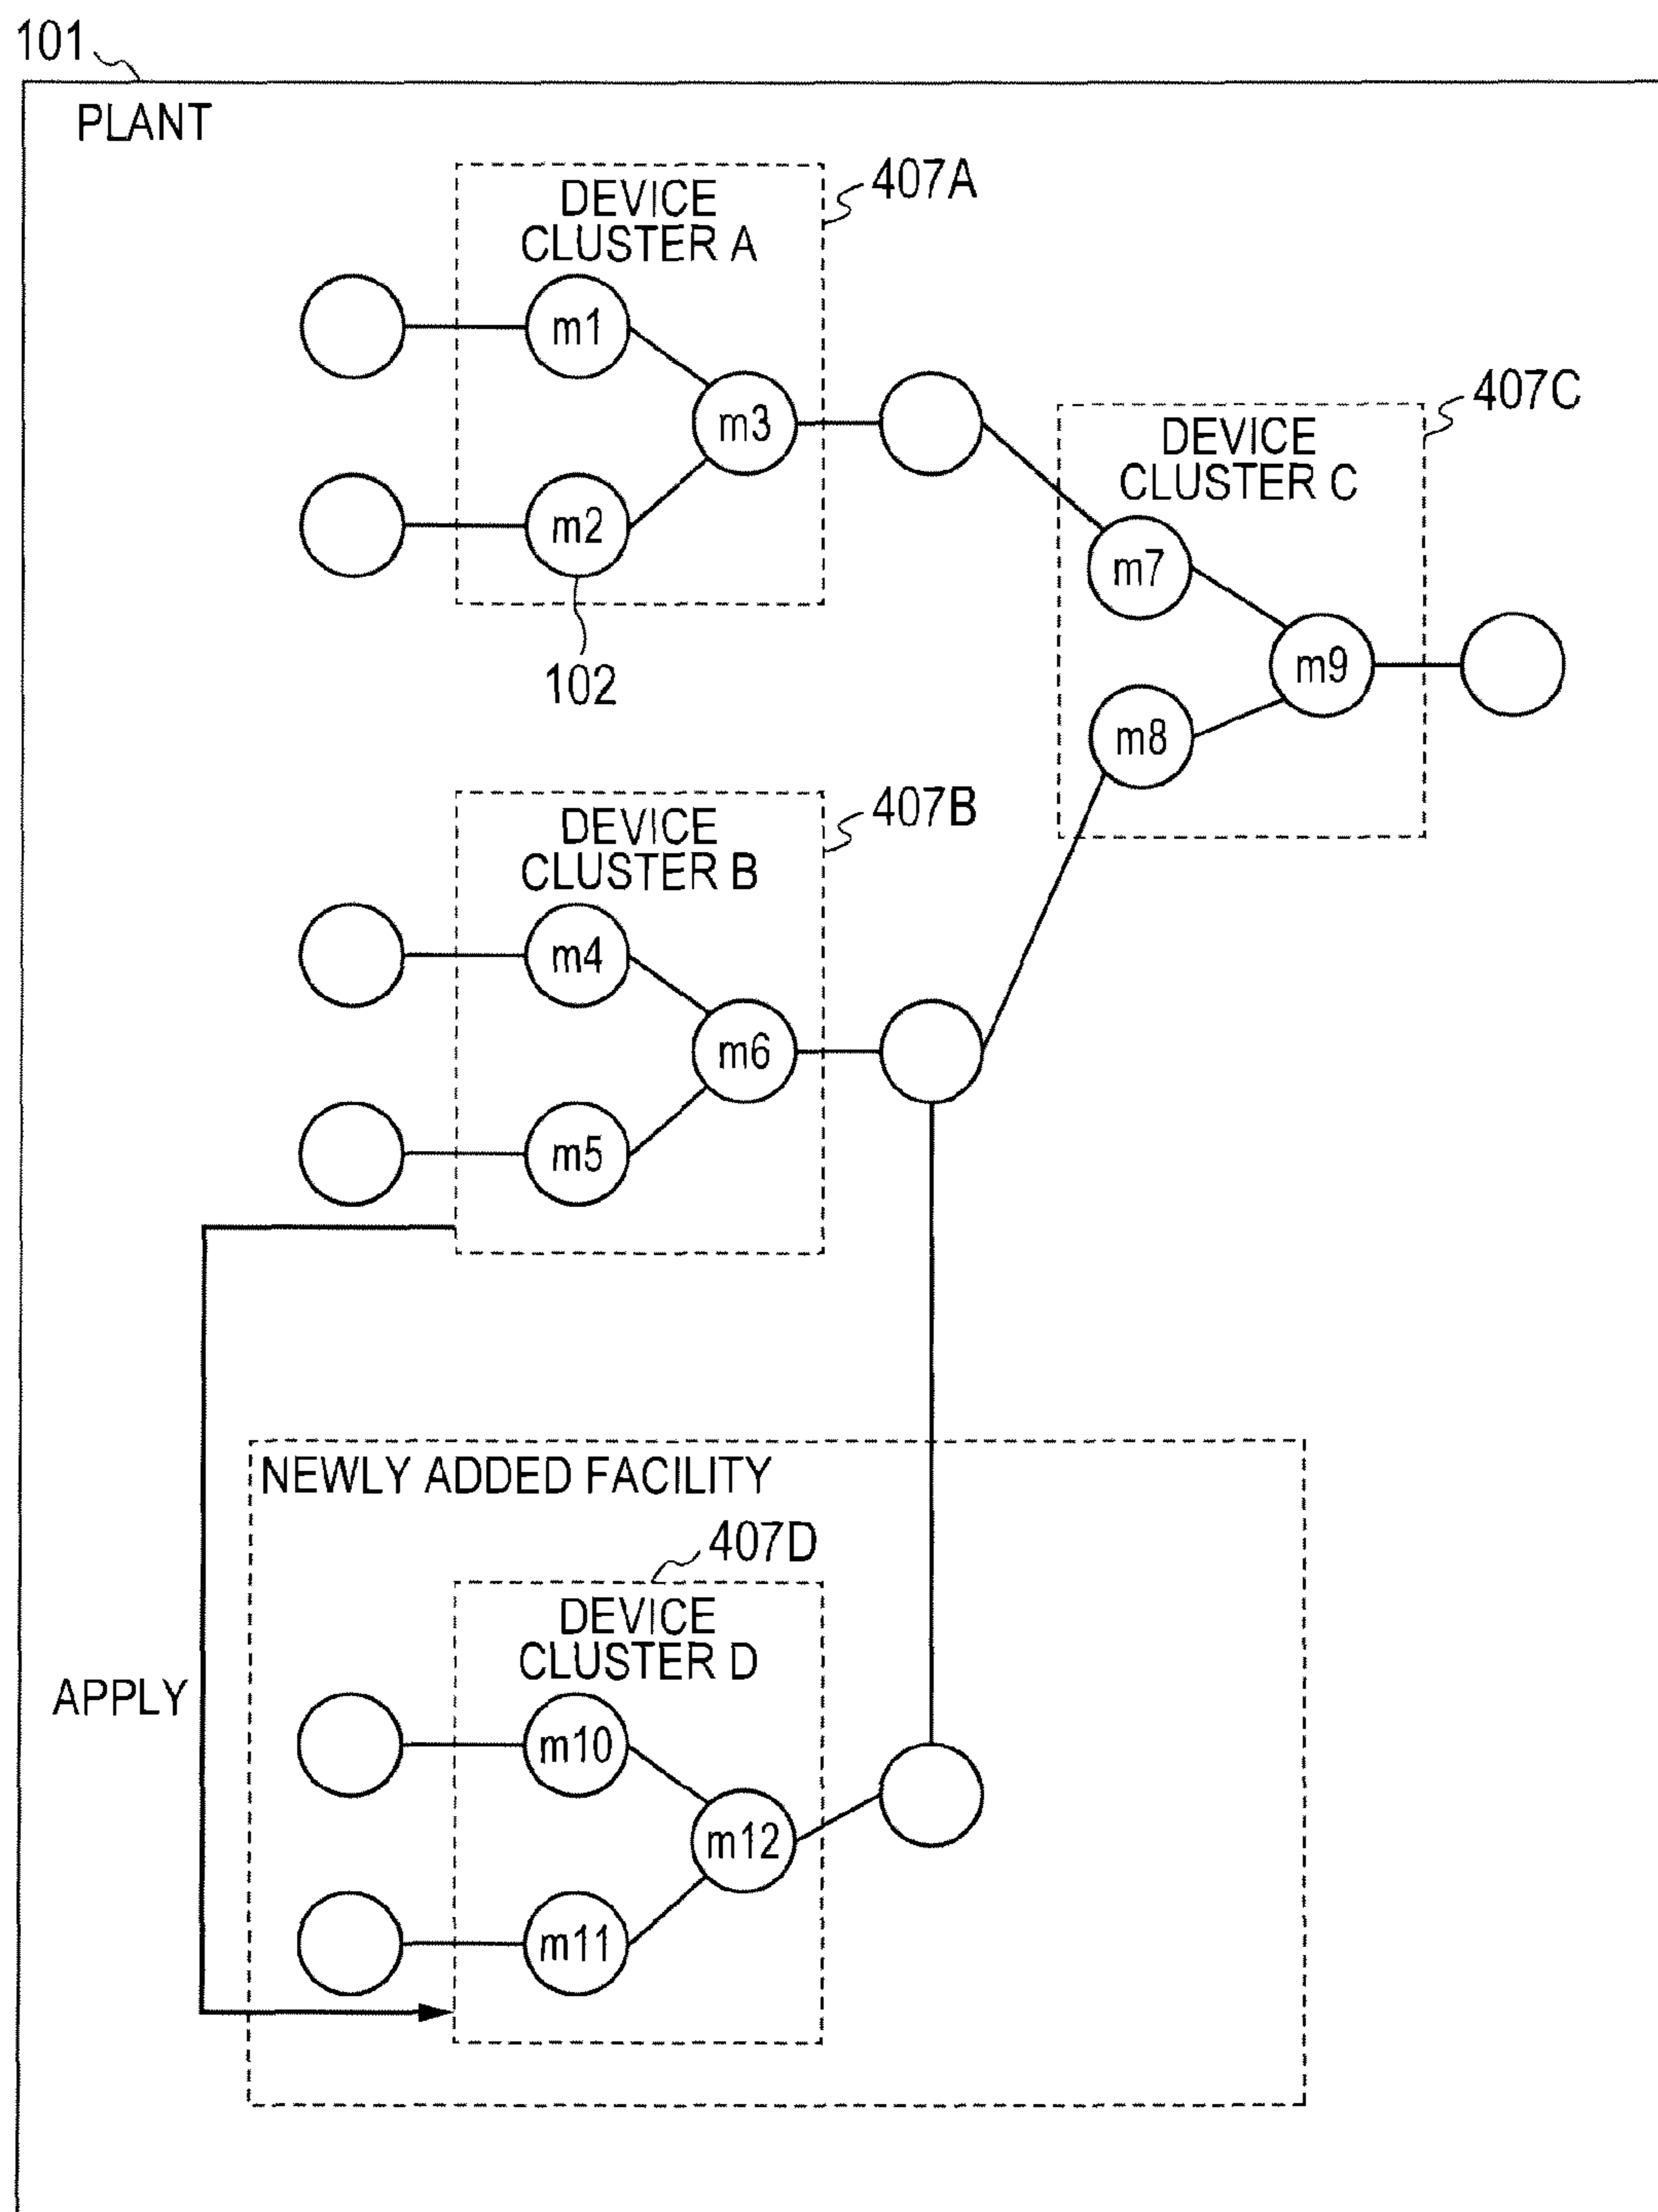 101
PLANT
407A
DEVICE
CLUSTER A
m1
m3
m2
102
407C
DEVICE
CLUSTER C
m7
m9
m8
407B
DEVICE
CLUSTER B
m4
m6
m5
NEWLY ADDED FACILITY
407D
DEVICE
CLUSTER D
APPLY
m10
m12
m11